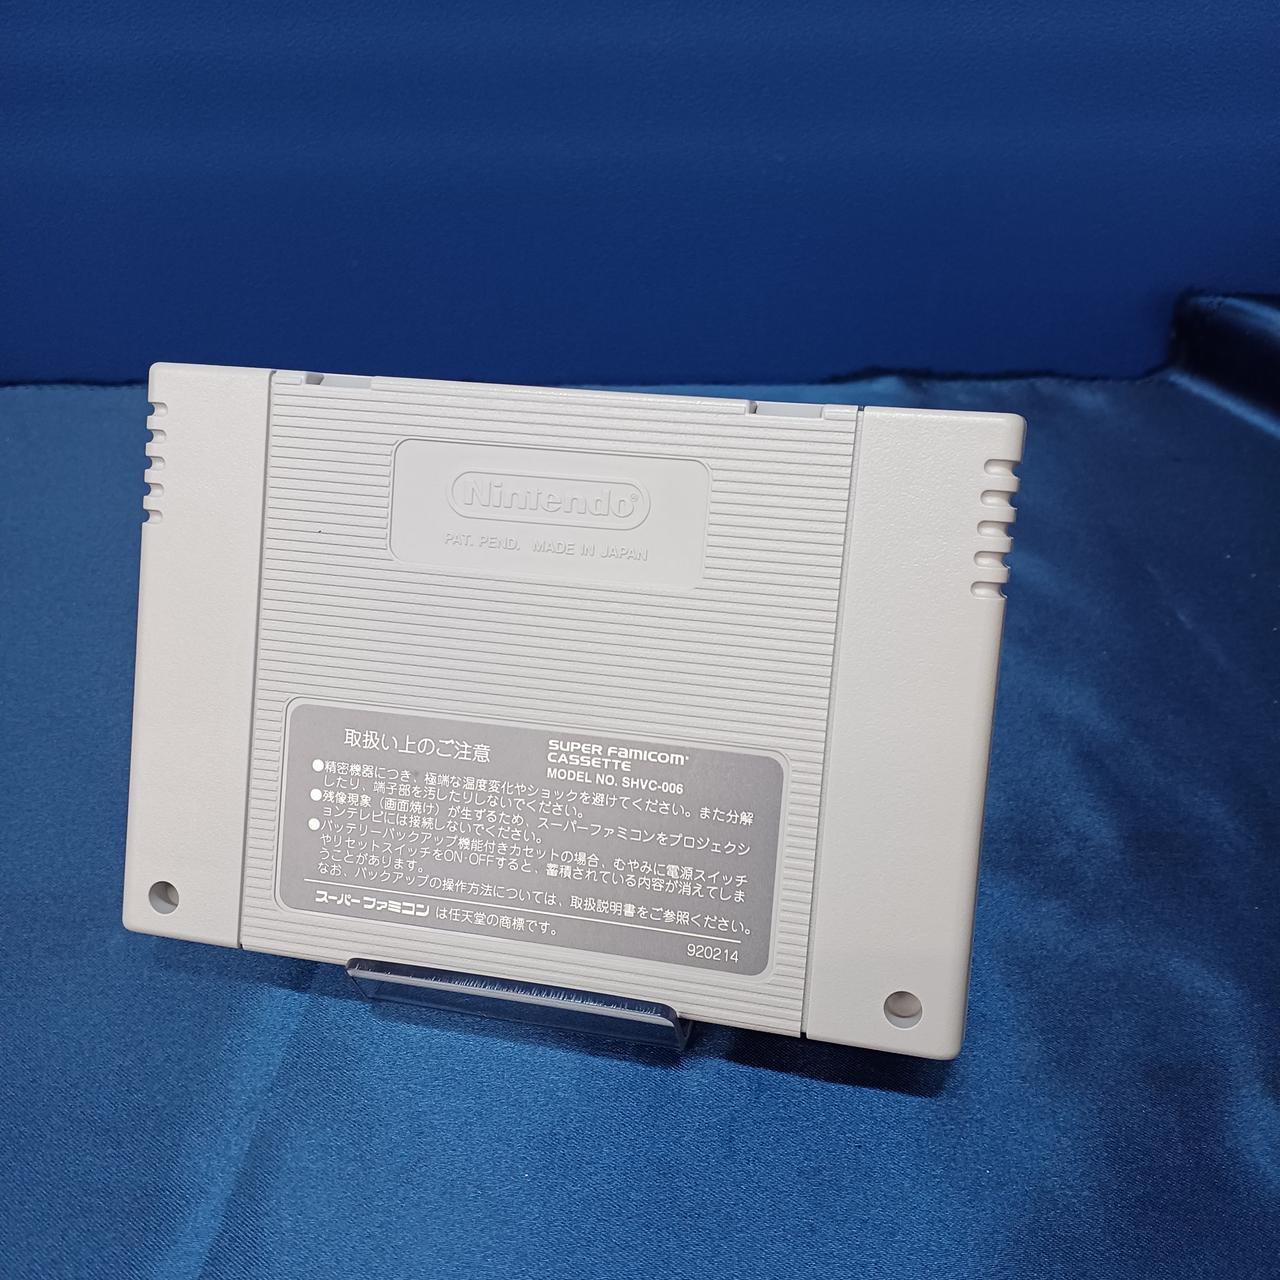 Nintendo®
PAT. PEND. MADE IN JAPAN
取扱い上のご注意
SUPER FAMICOM
CASSETTE
MODEL NO. SHVC-006
●精密機器につき、極端な温度変化やショックを避けてください。また分解
したり、端子部を汚したりしないでください。
●残像現象（画面焼け）が生ずるため、スーパーファミコンをプロジェクシ
ョンテレビには接続しないでください。
●バッテリーバックアップ機能付きカセットの場合、むやみに電源スイッチ
やリセットスイッチをON・OFFすると、蓄積されている内容が消えてしま
うことがあります。
なお、バックアップの操作方法については、取扱説明書をご参照ください。
スーパーファミコン は任天堂の商標です。
920214